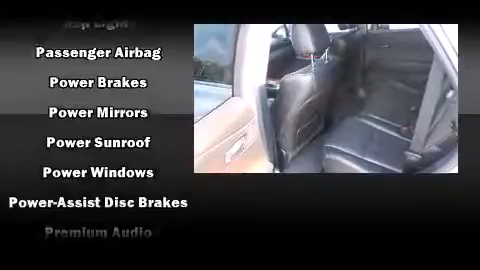 Passenger Airbag
Power Brakes
Power Mirrors
Power Sunroof
Power Windows
Power-Assist Disc Brakes
Premium Audio